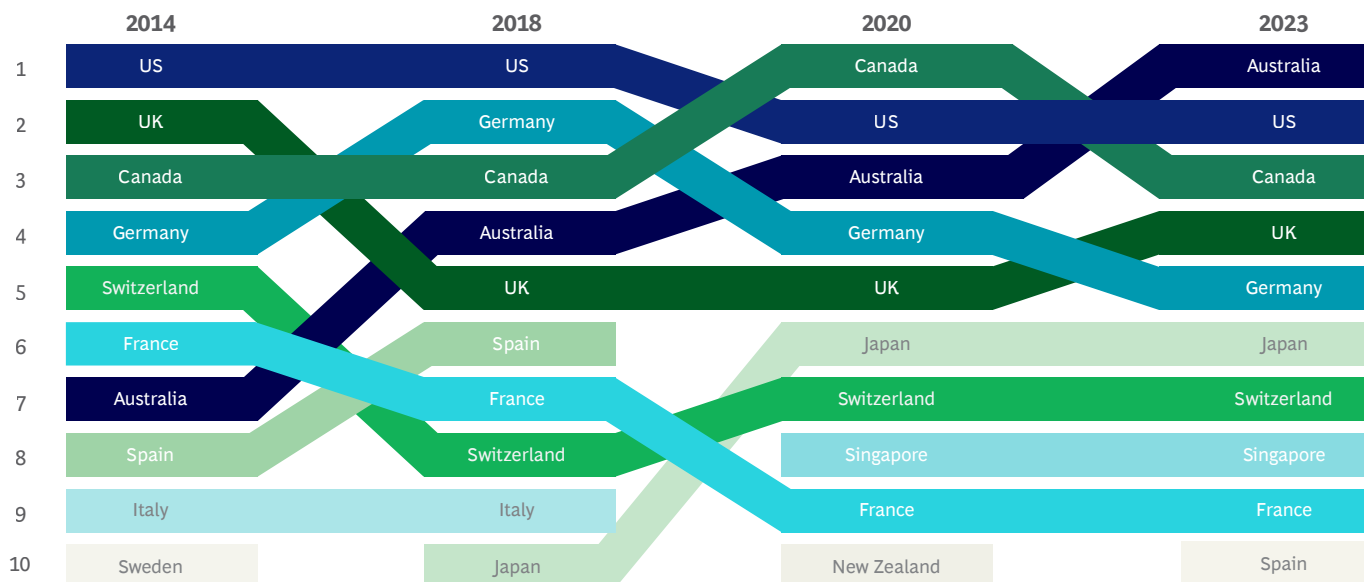 2014 2018 2020 2023
1 US US Canada Australia
2 UK Germany US US
3 Canada Canada Australia Canada
4 Germany Australia Germany UK
5 Switzerland UK UK Germany
6 France Spain Japan Japan
7 Australia France Switzerland Switzerland
8 Spain Switzerland Singapore Singapore
9 Italy Italy France France
10 Sweden Japan New Zealand Spain